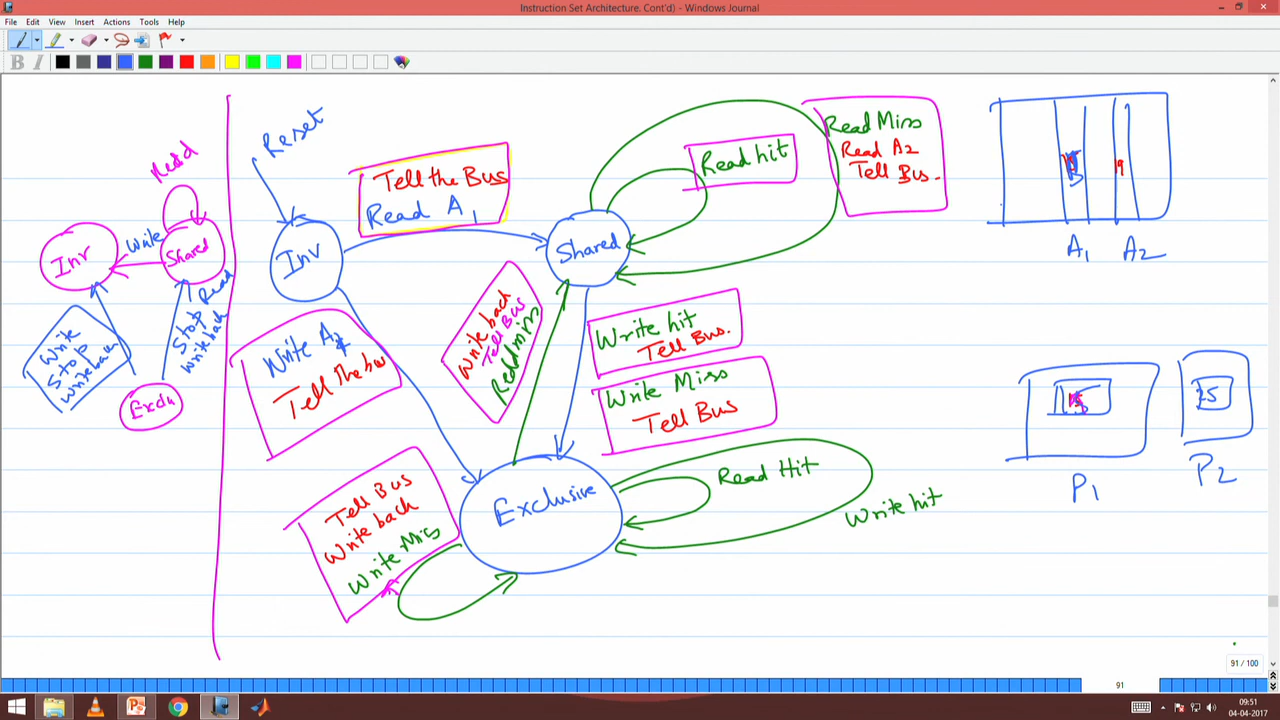 Instruction Set Architecture. Cont'd) - Windows Journal
File Edit View Insert Actions Tools Help
B I
Reset
Tell the Bus
Read A1
Read hit
Read Miss
Read A2
Tell Bus.
A1 A2
Read
Inv
Write
Shared
Inv
Shared
Write
Stop
Writeback
Read
Stop
Writeback
Exclu
Write
Tell the bus
Write back
Tell Bus
Read miss
Write hit
Tell Bus.
Write Miss
Tell Bus
15
25
P1
P2
Exclusive
Read Hit
Write hit
Tell Bus
Write back
Write Miss
91 / 100
91
09:51
04-04-2017